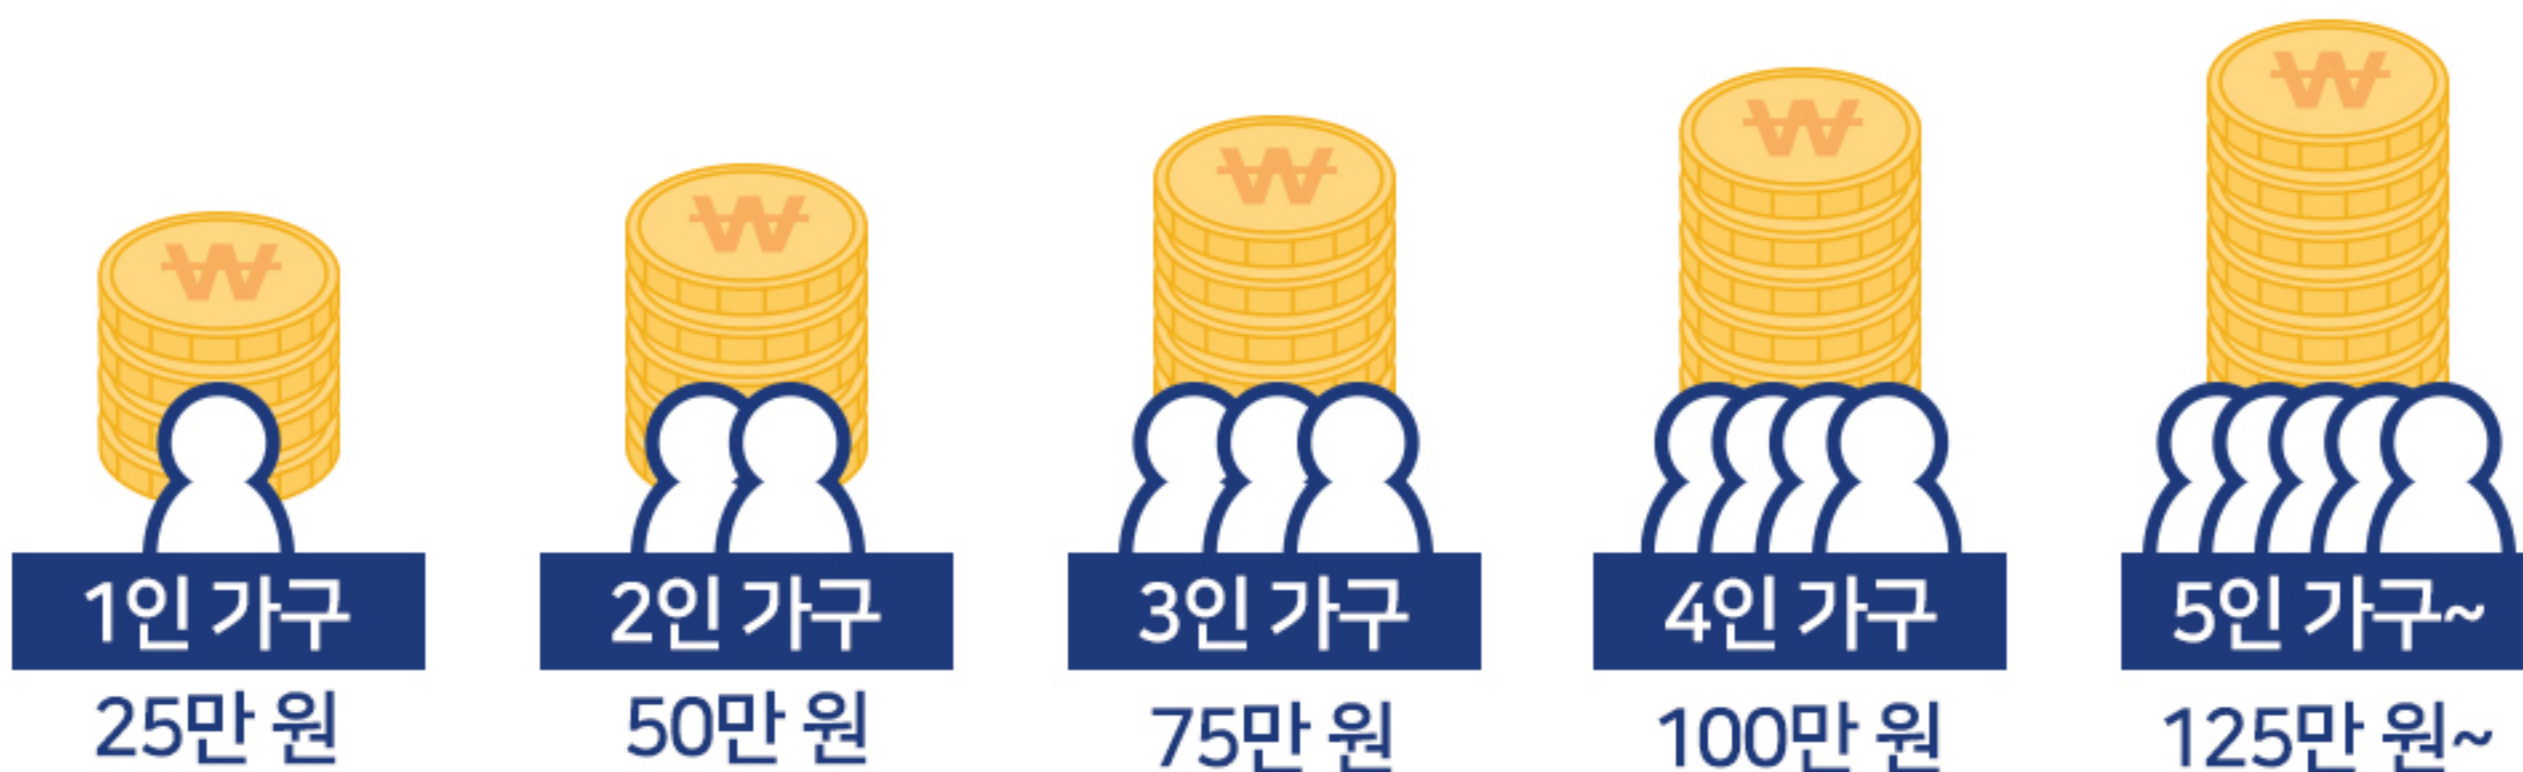 ₩ ₩ ₩ ₩ ₩
1인 가구 2인 가구 3인 가구 4인 가구 5인 가구~
25만 원 50만 원 75만 원 100만 원 125만 원~